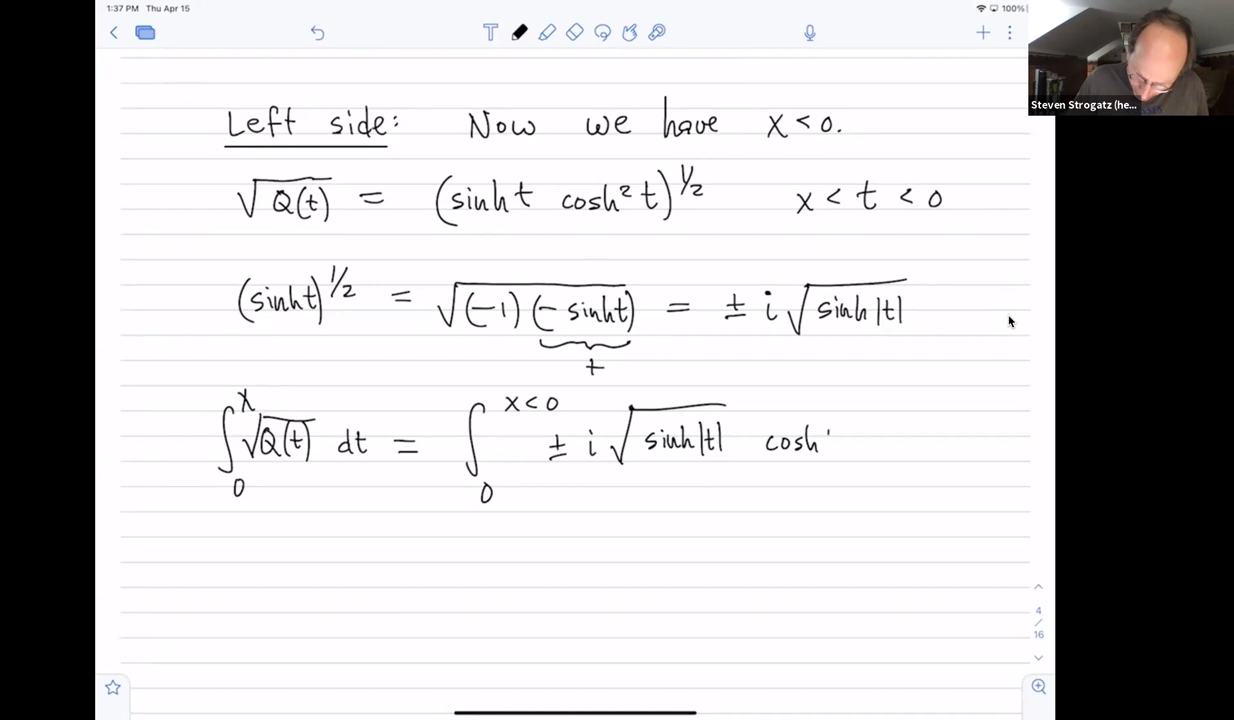 1:37 PM Thu Apr 15
100%
Steven Strogatz (he...
Left side: Now we have x < 0.
√Q(t) = (sinh t cosh² t)^1/2 x < t < 0
(sinh t)^1/2 = √(-1)(- sinh t) = ± i √sinh |t|
+
∫₀ˣ √Q(t) dt = ∫₀^x<0 ± i √sinh |t| cosh
4
/
16